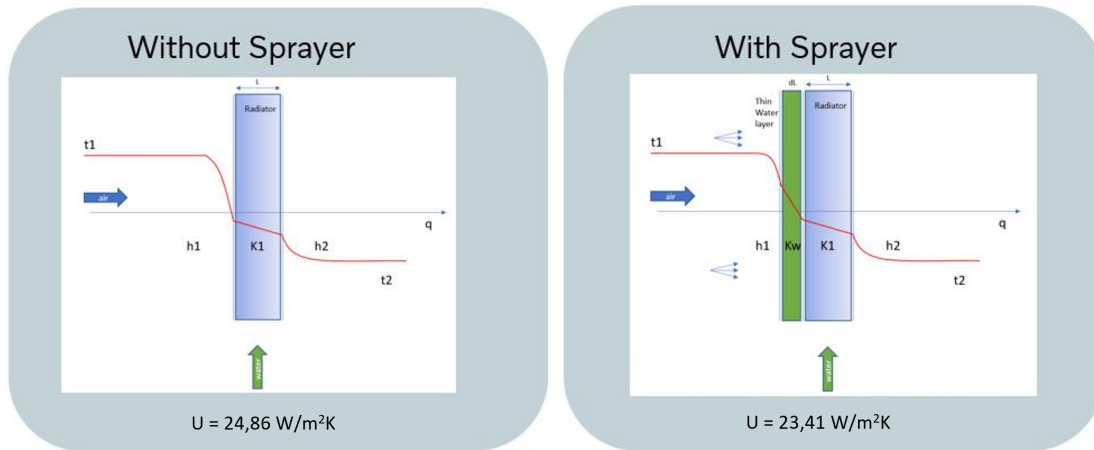 Without Sprayer
L
Radiator
t1
air
q
h1
K1
h2
t2
water
U = 24,86 W/m²K
With Sprayer
dL
L
Thin
Water
layer
Radiator
t1
air
q
h1
Kw
K1
h2
t2
water
U = 23,41 W/m²K